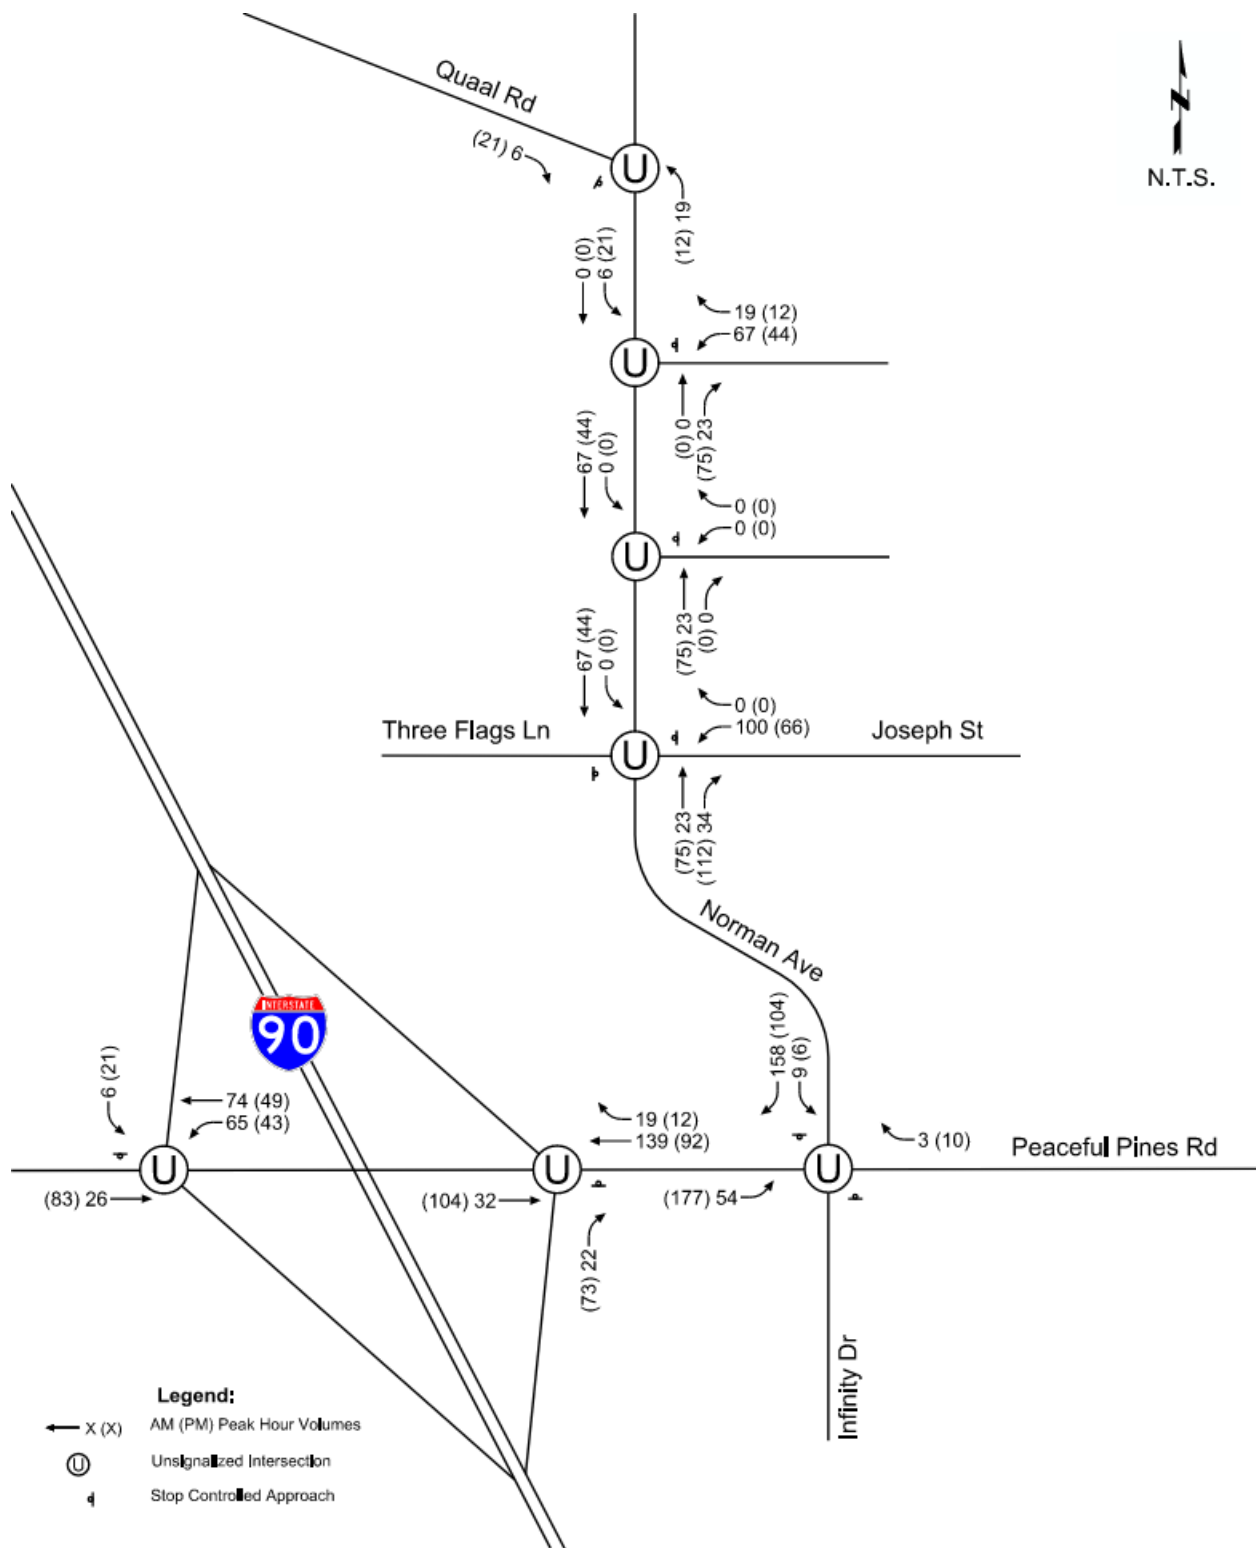 Quaal Rd
N
N.T.S.
(21) 6
U
(12) 19
0 (0)
6 (21)
19 (12)
67 (44)
U
(0) 0
(75) 23
67 (44)
0 (0)
0 (0)
0 (0)
U
(75) 23
(0) 0
67 (44)
0 (0)
0 (0)
100 (66)
Three Flags Ln
Joseph St
U
(75) 23
(112) 34
Norman Ave
INTERSTATE
90
158 (104)
9 (6)
6 (21)
74 (49)
65 (43)
19 (12)
139 (92)
3 (10)
Peaceful Pines Rd
U
U
U
(83) 26
(104) 32
(177) 54
(73) 22
Infinity Dr
Legend:
X (X) AM (PM) Peak Hour Volumes
U Unsignalized Intersection
Stop Controlled Approach